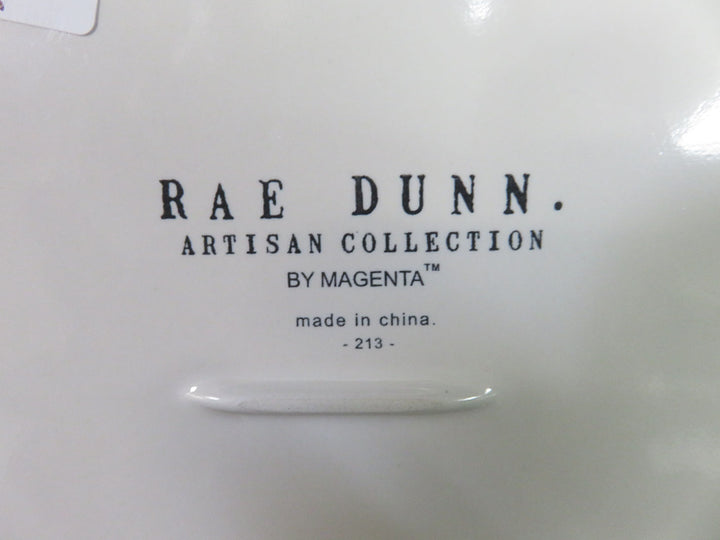 RAE DUNN.
ARTISAN COLLECTION
BY MAGENTA™
made in china.
- 213 -